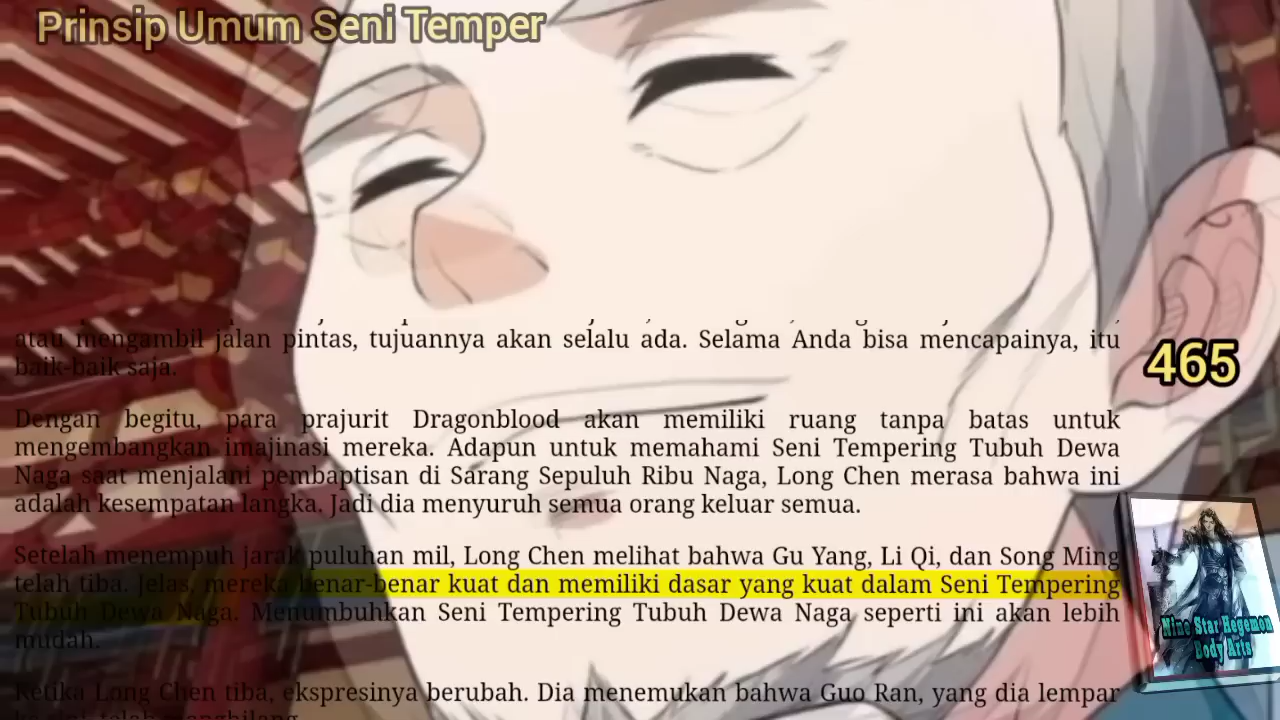 Prinsip Umum Seni Temper
atau mengambil jalan pintas, tujuannya akan selalu ada. Selama Anda bisa mencapainya, itu
baik-baik saja.
465
Dengan begitu, para prajurit Dragonblood akan memiliki ruang tanpa batas untuk
mengembangkan imajinasi mereka. Adapun untuk memahami Seni Tempering Tubuh Dewa
Naga saat menjalani pembaptisan di Sarang Sepuluh Ribu Naga, Long Chen merasa bahwa ini
adalah kesempatan langka. Jadi dia menyuruh semua orang keluar semua.
Setelah menempuh jarak puluhan mil, Long Chen melihat bahwa Gu Yang, Li Qi, dan Song Ming
telah tiba. Jelas, mereka benar-benar kuat dan memiliki dasar yang kuat dalam Seni Tempering
Tubuh Dewa Naga. Menumbuhkan Seni Tempering Tubuh Dewa Naga seperti ini akan lebih
mudah.
Nine Star Hegemon
Body Arts
Ketika Long Chen tiba, ekspresinya berubah. Dia menemukan bahwa Guo Ran, yang dia lempar